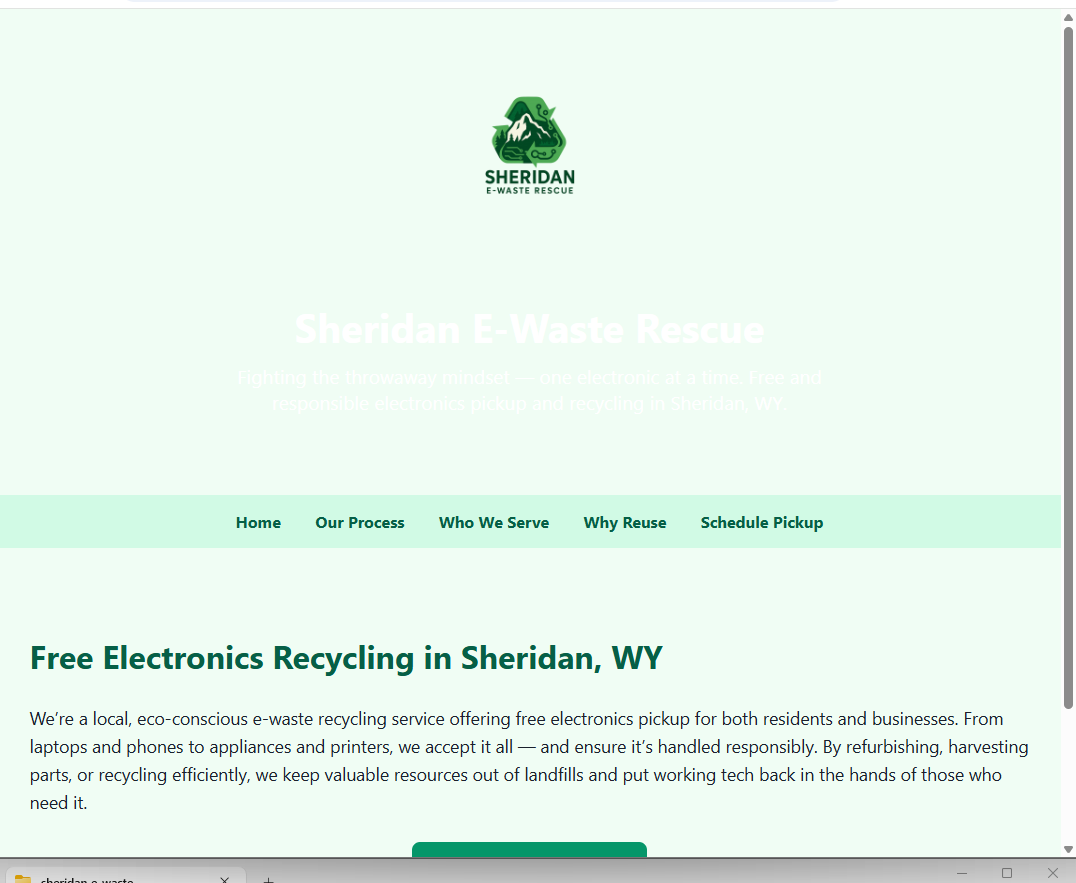 SHERIDAN
E-WASTE RESCUE
Sheridan E-Waste Rescue
Fighting the throwaway mindset — one electronic at a time. Free and
responsible electronics pickup and recycling in Sheridan, WY.
Home Our Process Who We Serve Why Reuse Schedule Pickup
Free Electronics Recycling in Sheridan, WY
We’re a local, eco-conscious e-waste recycling service offering free electronics pickup for both residents and businesses. From
laptops and phones to appliances and printers, we accept it all — and ensure it’s handled responsibly. By refurbishing, harvesting
parts, or recycling efficiently, we keep valuable resources out of landfills and put working tech back in the hands of those who
need it.
sheridan e-waste